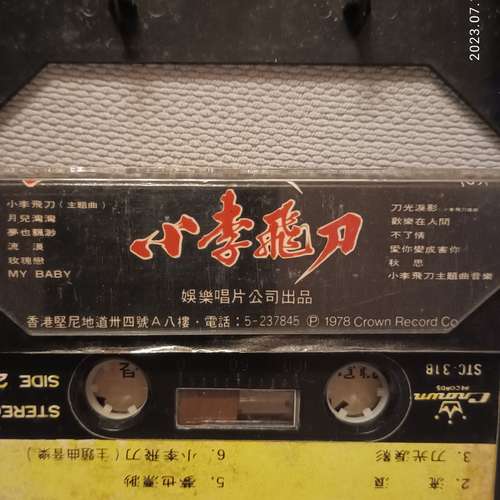 2023.07.
小李飛刀(主題曲)
月兒灣灣
夢也飄渺
流浪
玫瑰戀
MY BABY
小李飛刀
刀光淚影
歡樂在人間
不了情
愛你變成害你
秋思
小李飛刀主題曲音樂
娛樂唱片公司出品
香港堅尼地道卅四號A八樓・電話:5-237845 Ⓟ 1978 Crown Record Co
STC-318
Crown
RECORDS
STEREO
SIDE 2
2. 流浪
3. 刀光淚影
5. 夢也漂渺
6. 小李飛刀(主題曲音樂)